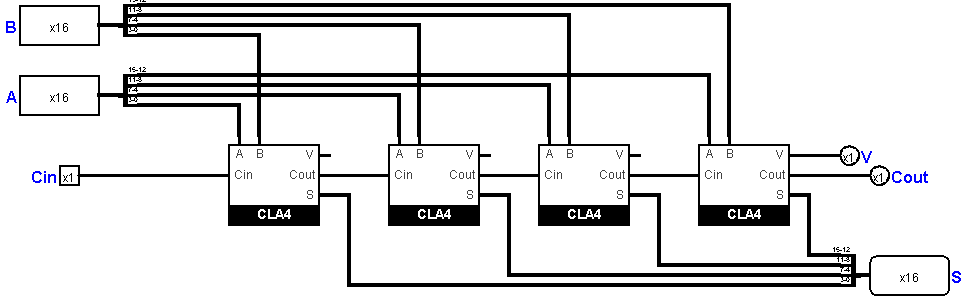 15-12
11-8
7-4
3-0
B x16
15-12
11-8
7-4
3-0
A x16
A B V A B V A B V A B V x1 V
Cin x1 Cin Cout Cin Cout Cin Cout Cin Cout x1 Cout
S S S S
CLA4 CLA4 CLA4 CLA4
15-12
11-8
7-4
3-0
x16 S